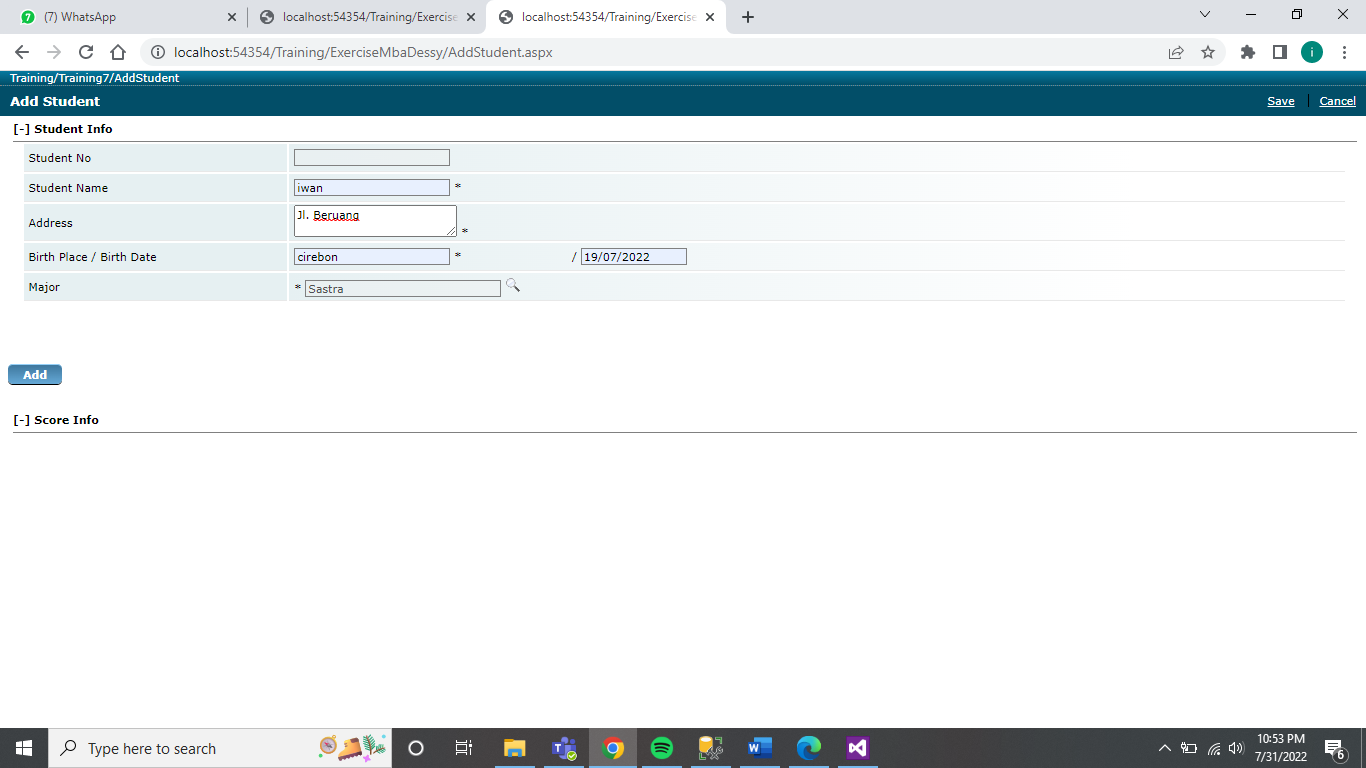 (7) WhatsApp
localhost:54354/Training/Exercise
localhost:54354/Training/Exercise
localhost:54354/Training/ExerciseMbaDessy/AddStudent.aspx
i
Training/Training7/AddStudent
Add Student
Save
Cancel
[-] Student Info
Student No
Student Name
iwan *
Address
Jl. Beruang *
Birth Place / Birth Date
cirebon * / 19/07/2022
Major
* Sastra
Add
[-] Score Info
Type here to search
10:53 PM
7/31/2022
6